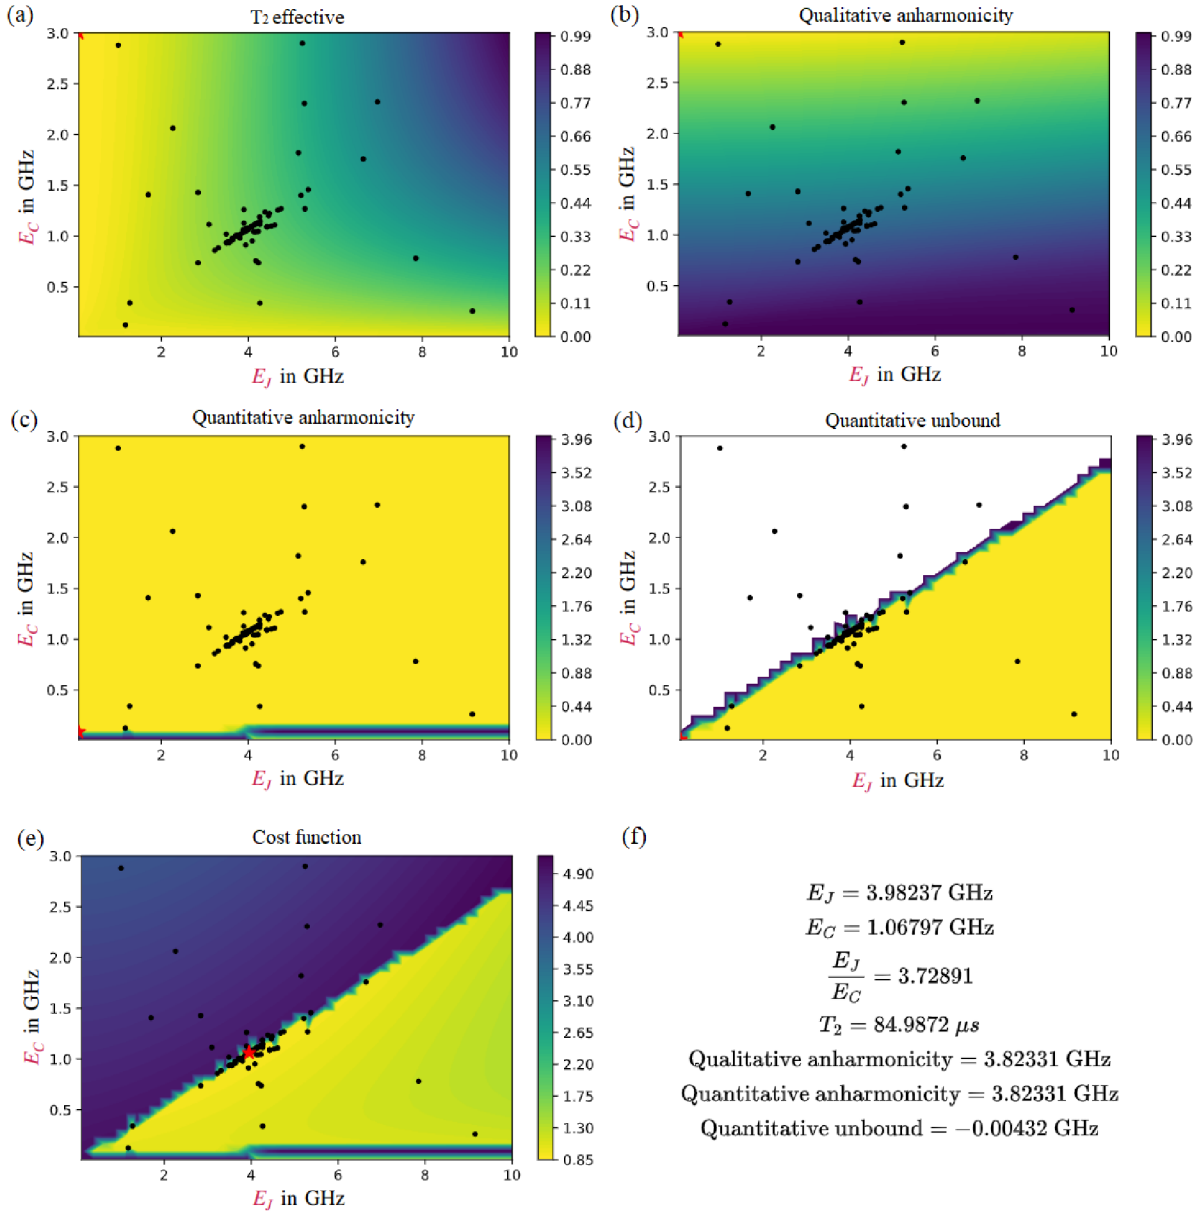 (a)
T2 effective
3.0
2.5
2.0
1.5
1.0
0.5
E_C in GHz
2 4 6 8 10
E_J in GHz
0.99
0.88
0.77
0.66
0.55
0.44
0.33
0.22
0.11
0.00
(b)
Qualitative anharmonicity
3.0
2.5
2.0
1.5
1.0
0.5
E_C in GHz
2 4 6 8 10
E_J in GHz
0.99
0.88
0.77
0.66
0.55
0.44
0.33
0.22
0.11
0.00
(c)
Quantitative anharmonicity
3.0
2.5
2.0
1.5
1.0
0.5
E_C in GHz
2 4 6 8 10
E_J in GHz
3.96
3.52
3.08
2.64
2.20
1.76
1.32
0.88
0.44
0.00
(d)
Quantitative unbound
3.0
2.5
2.0
1.5
1.0
0.5
E_C in GHz
2 4 6 8 10
E_J in GHz
3.96
3.52
3.08
2.64
2.20
1.76
1.32
0.88
0.44
0.00
(e)
Cost function
3.0
2.5
2.0
1.5
1.0
0.5
E_C in GHz
2 4 6 8 10
E_J in GHz
4.90
4.45
4.00
3.55
3.10
2.65
2.20
1.75
1.30
0.85
(f)
E_J = 3.98237 GHz
E_C = 1.06797 GHz
E_J / E_C = 3.72891
T_2 = 84.9872 μs
Qualitative anharmonicity = 3.82331 GHz
Quantitative anharmonicity = 3.82331 GHz
Quantitative unbound = −0.00432 GHz